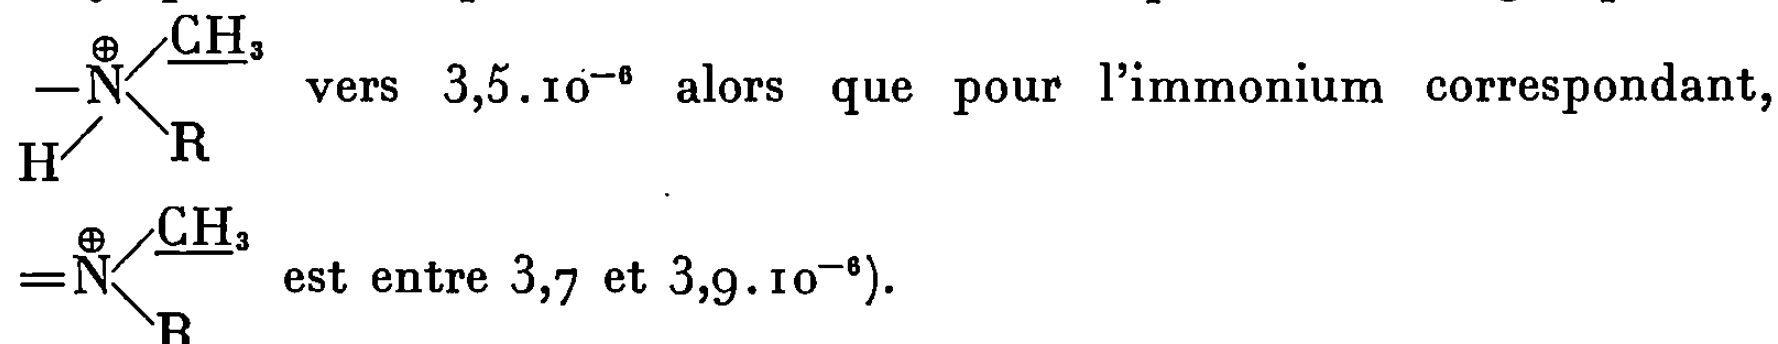 ⊕ CH₃
—N vers 3,5.10⁻⁶ alors que pour l'immonium correspondant,
H R
⊕ CH₃
=N est entre 3,7 et 3,9.10⁻⁶).
R